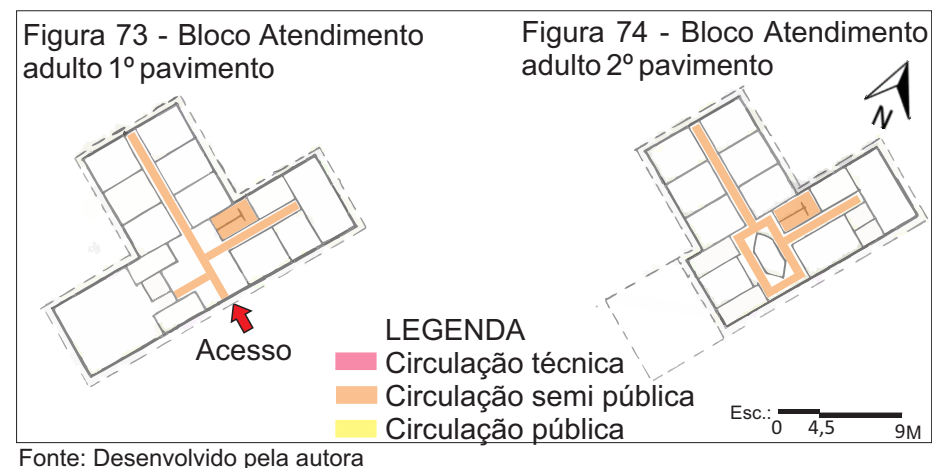 Figura 73 - Bloco Atendimento
adulto 1º pavimento
Figura 74 - Bloco Atendimento
adulto 2º pavimento
N
Acesso
LEGENDA
Circulação técnica
Circulação semi pública
Circulação pública
Esc.:
0 4,5 9M
Fonte: Desenvolvido pela autora